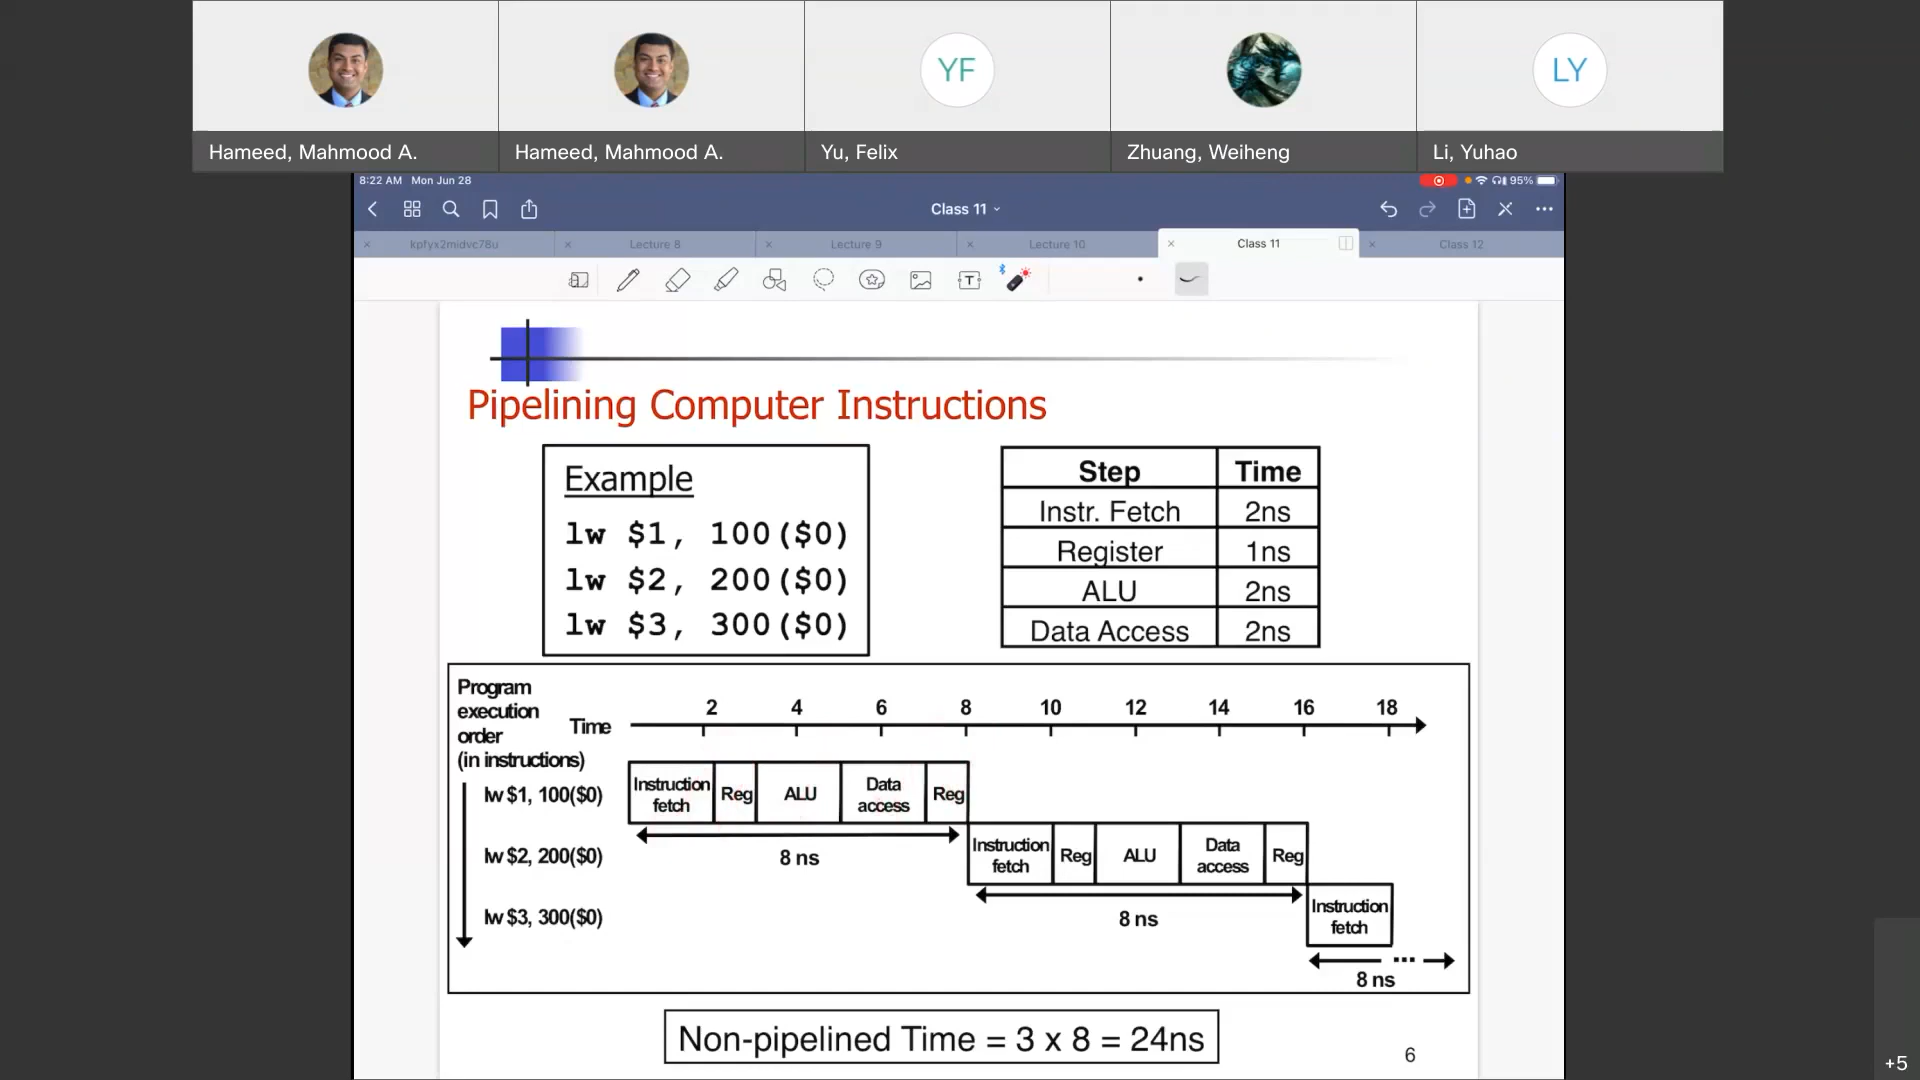 YF
LY
Hameed, Mahmood A.
Hameed, Mahmood A.
Yu, Felix
Zhuang, Weiheng
Li, Yuhao
8:22 AM Mon Jun 28
95%
Class 11
kpfyx2midvc78u
Lecture 8
Lecture 9
Lecture 10
Class 11
Class 12
T
Pipelining Computer Instructions
Example
lw $1, 100($0)
lw $2, 200($0)
lw $3, 300($0)
Step Time
Instr. Fetch 2ns
Register 1ns
ALU 2ns
Data Access 2ns
Program
execution
order
(in instructions)
Time
2 4 6 8 10 12 14 16 18
lw $1, 100($0)
Instruction
fetch
Reg
ALU
Data
access
Reg
8 ns
lw $2, 200($0)
Instruction
fetch
Reg
ALU
Data
access
Reg
8 ns
lw $3, 300($0)
Instruction
fetch
...
8 ns
Non-pipelined Time = 3 x 8 = 24ns
6
+5